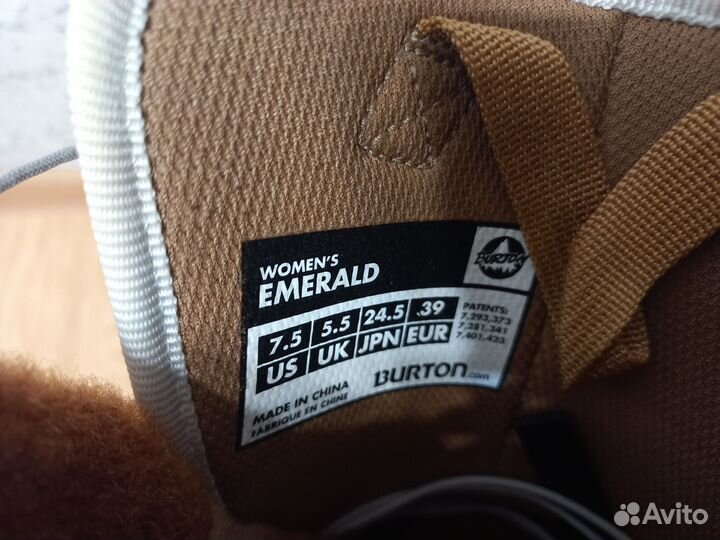 WOMEN'S
EMERALD
BURTON
7.5 5.5 24.5 39
US UK JPN EUR
PATENTS:
7,293,373
7,281,341
7,401,423
MADE IN CHINA
FABRIQUE EN CHINE
BURTON.com
Avito